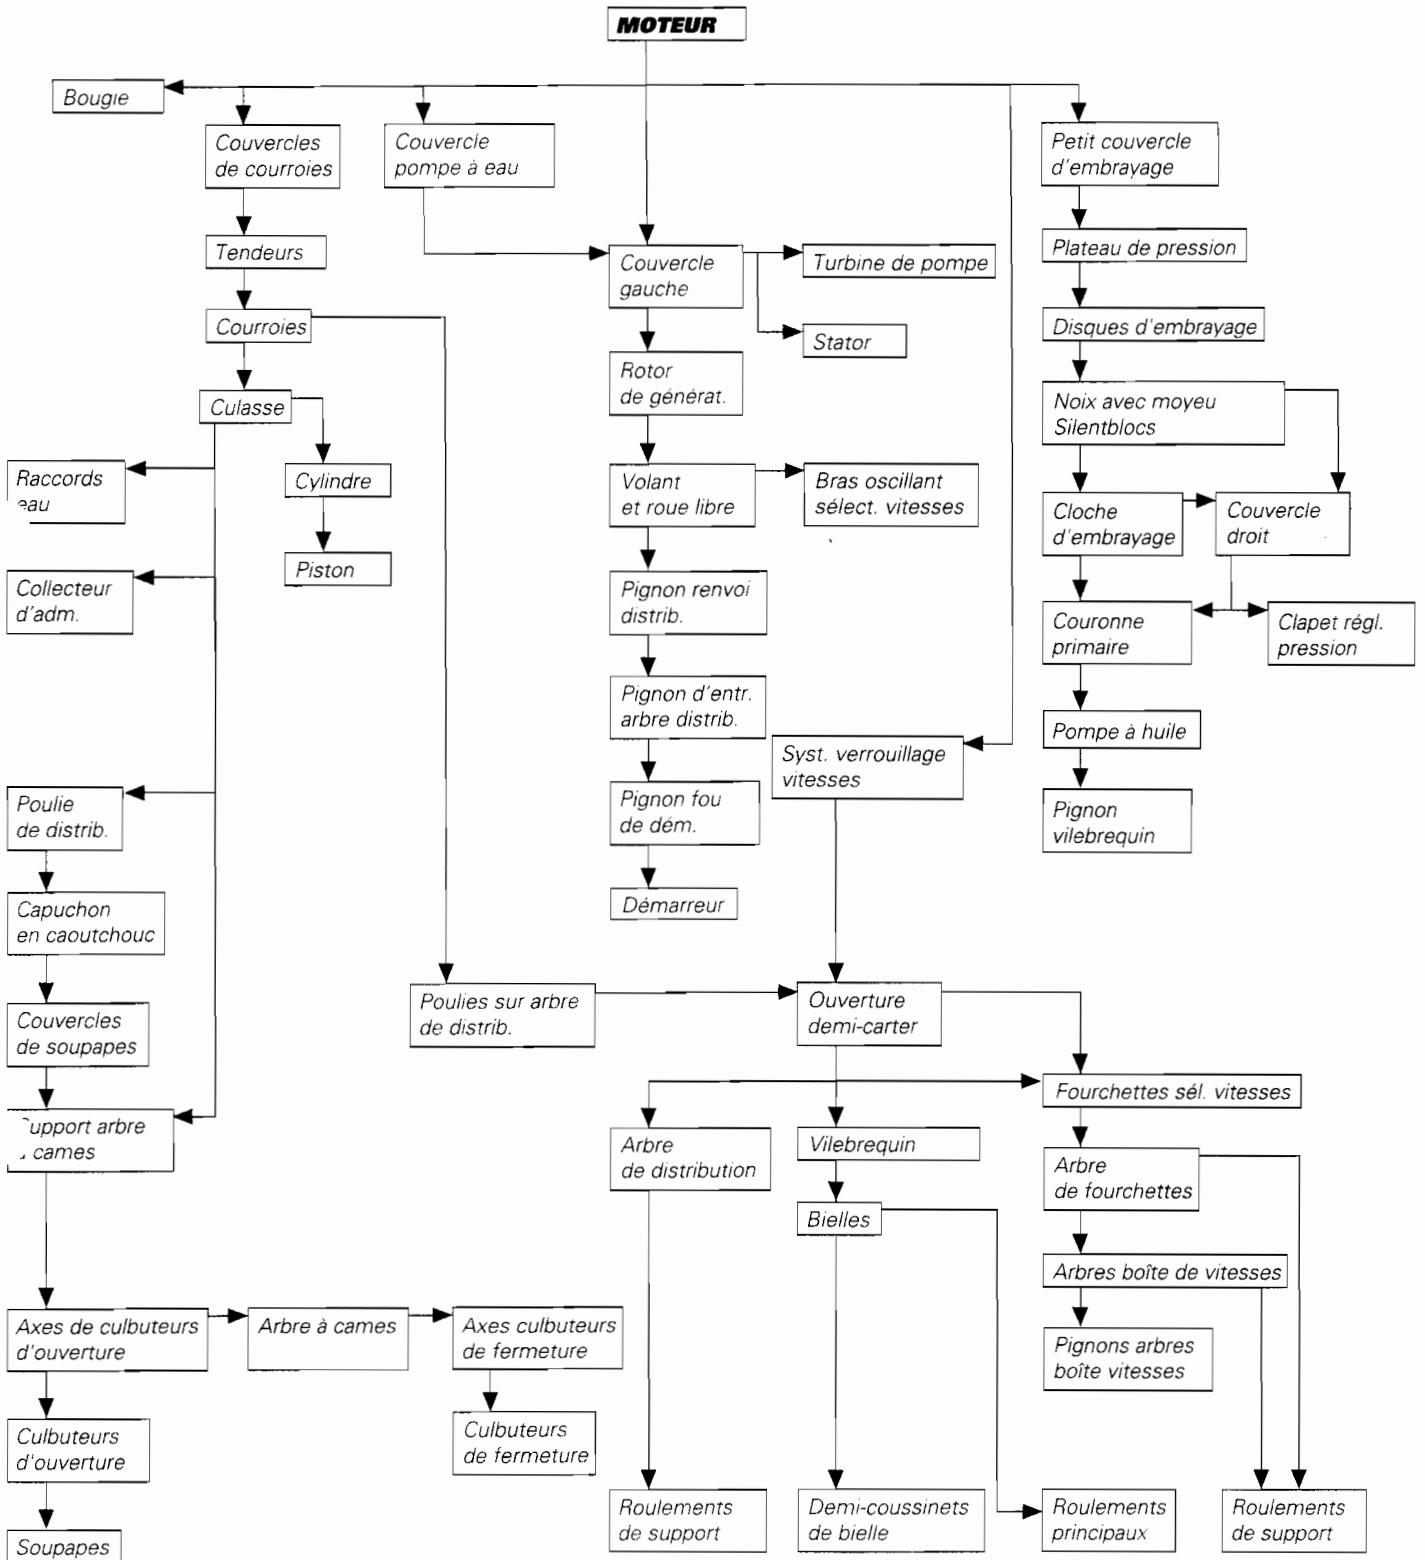 MOTEUR
Bougie
Couvercles
de courroies
Couvercle
pompe à eau
Petit couvercle
d'embrayage
Tendeurs
Couvercle
gauche
Turbine de pompe
Plateau de pression
Courroies
Stator
Disques d'embrayage
Rotor
de générat.
Culasse
Noix avec moyeu
Silentblocs
Raccords
eau
Cylindre
Volant
et roue libre
Bras oscillant
sélect. vitesses
Cloche
d'embrayage
Couvercle
droit
Piston
Collecteur
d'adm.
Pignon renvoi
distrib.
Couronne
primaire
Clapet régl.
pression
Pignon d'entr.
arbre distrib.
Pompe à huile
Syst. verrouillage
vitesses
Poulie
de distrib.
Pignon fou
de dém.
Pignon
vilebrequin
Capuchon
en caoutchouc
Démarreur
Poulies sur arbre
de distrib.
Ouverture
demi-carter
Couvercles
de soupapes
Fourchettes sél. vitesses
upport arbre
cames
Arbre
de distribution
Vilebrequin
Arbre
de fourchettes
Bielles
Arbres boîte de vitesses
Axes de culbuteurs
d'ouverture
Arbre à cames
Axes culbuteurs
de fermeture
Pignons arbres
boîte vitesses
Culbuteurs
d'ouverture
Culbuteurs
de fermeture
Roulements
de support
Demi-coussinets
de bielle
Roulements
principaux
Roulements
de support
Soupapes